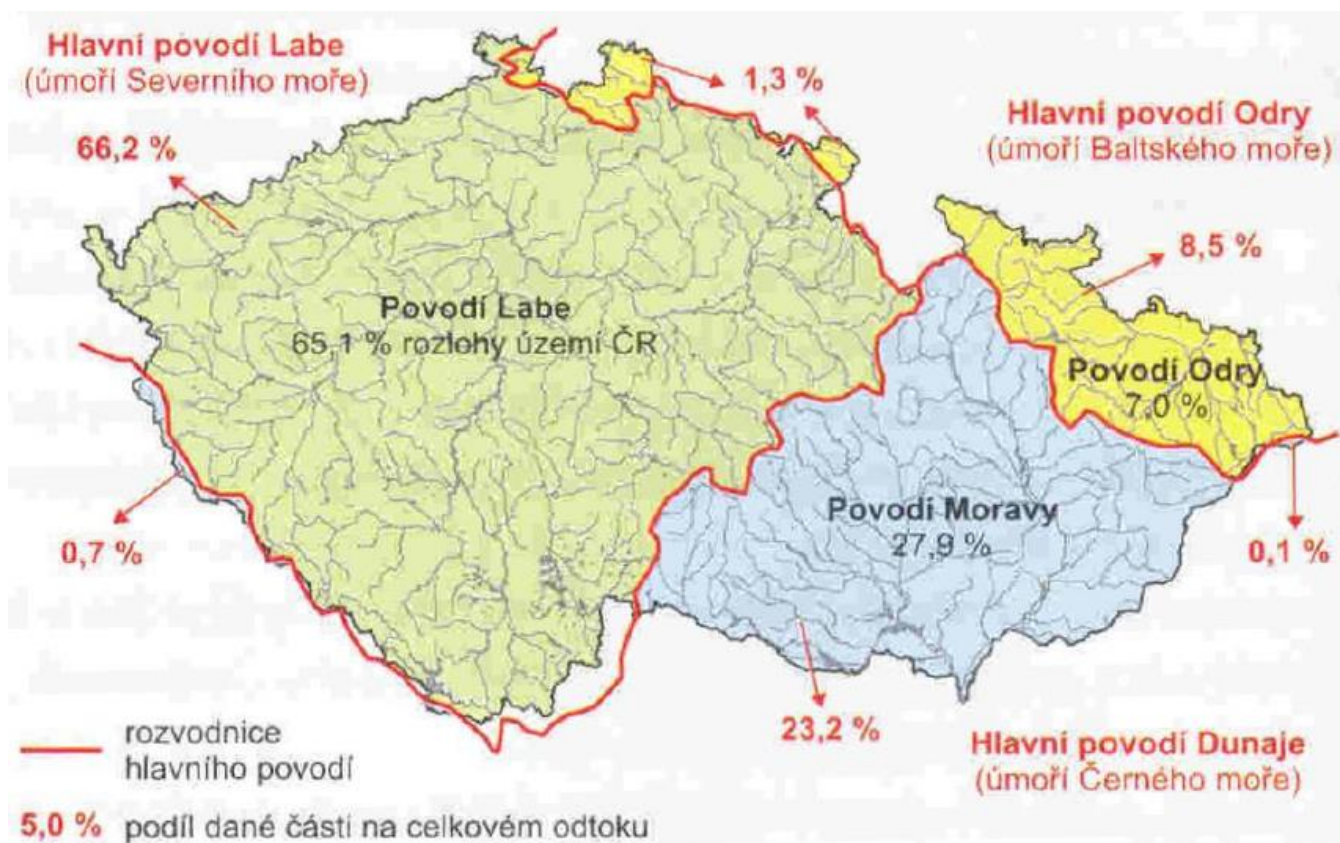 Hlavní povodí Labe
(úmoří Severního moře)
66,2 %
1,3 %
Hlavní povodí Odry
(úmoří Baltského moře)
8,5 %
Povodí Labe
65,1 % rozlohy území ČR
Povodí Odry
7,0 %
Povodí Moravy
27,9 %
0,7 %
0,1 %
23,2 %
Hlavní povodí Dunaje
(úmoří Černého moře)
rozvodnice
hlavního povodí
5,0 % podíl dané části na celkovém odtoku